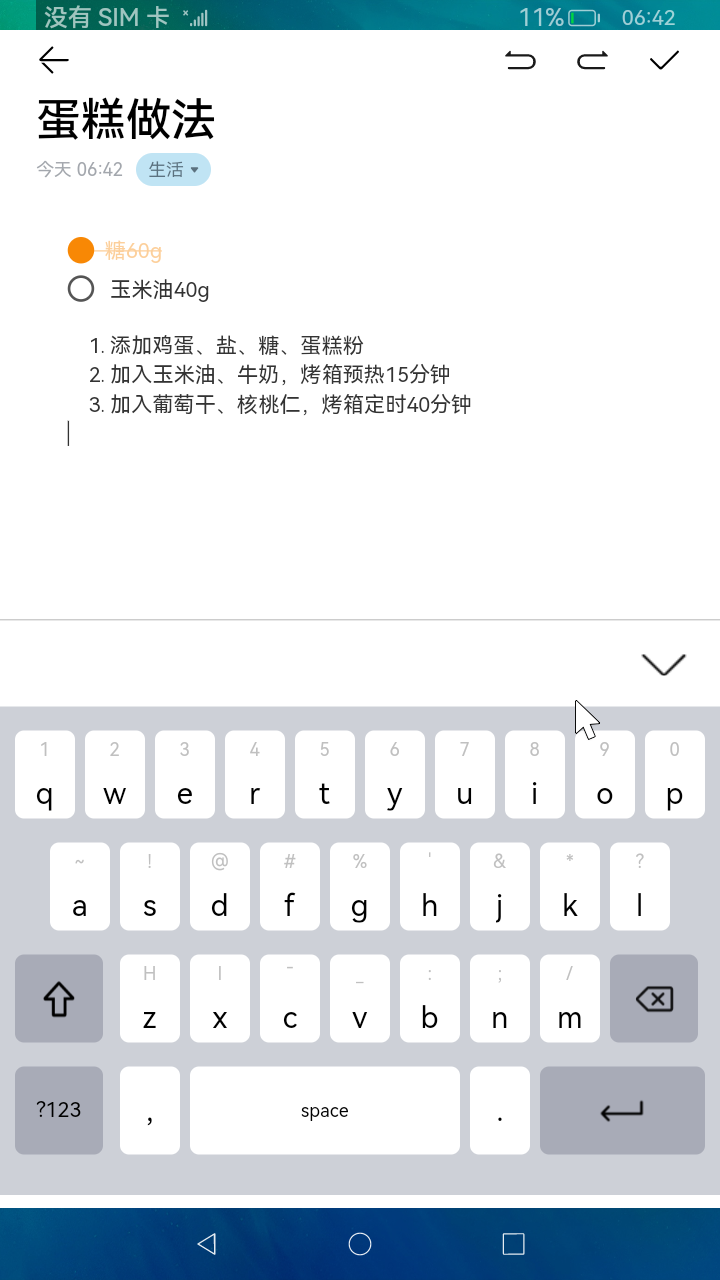 没有 SIM 卡 11% 06:42
蛋糕做法
今天 06:42 生活
糖60g
玉米油40g
1. 添加鸡蛋、盐、糖、蛋糕粉
2. 加入玉米油、牛奶，烤箱预热15分钟
3. 加入葡萄干、核桃仁，烤箱定时40分钟
1 2 3 4 5 6 7 8 9 0
q w e r t y u i o p
~ ! @ # % ' & * ?
a s d f g h j k l
H I - _ : ; /
z x c v b n m
?123 , space .